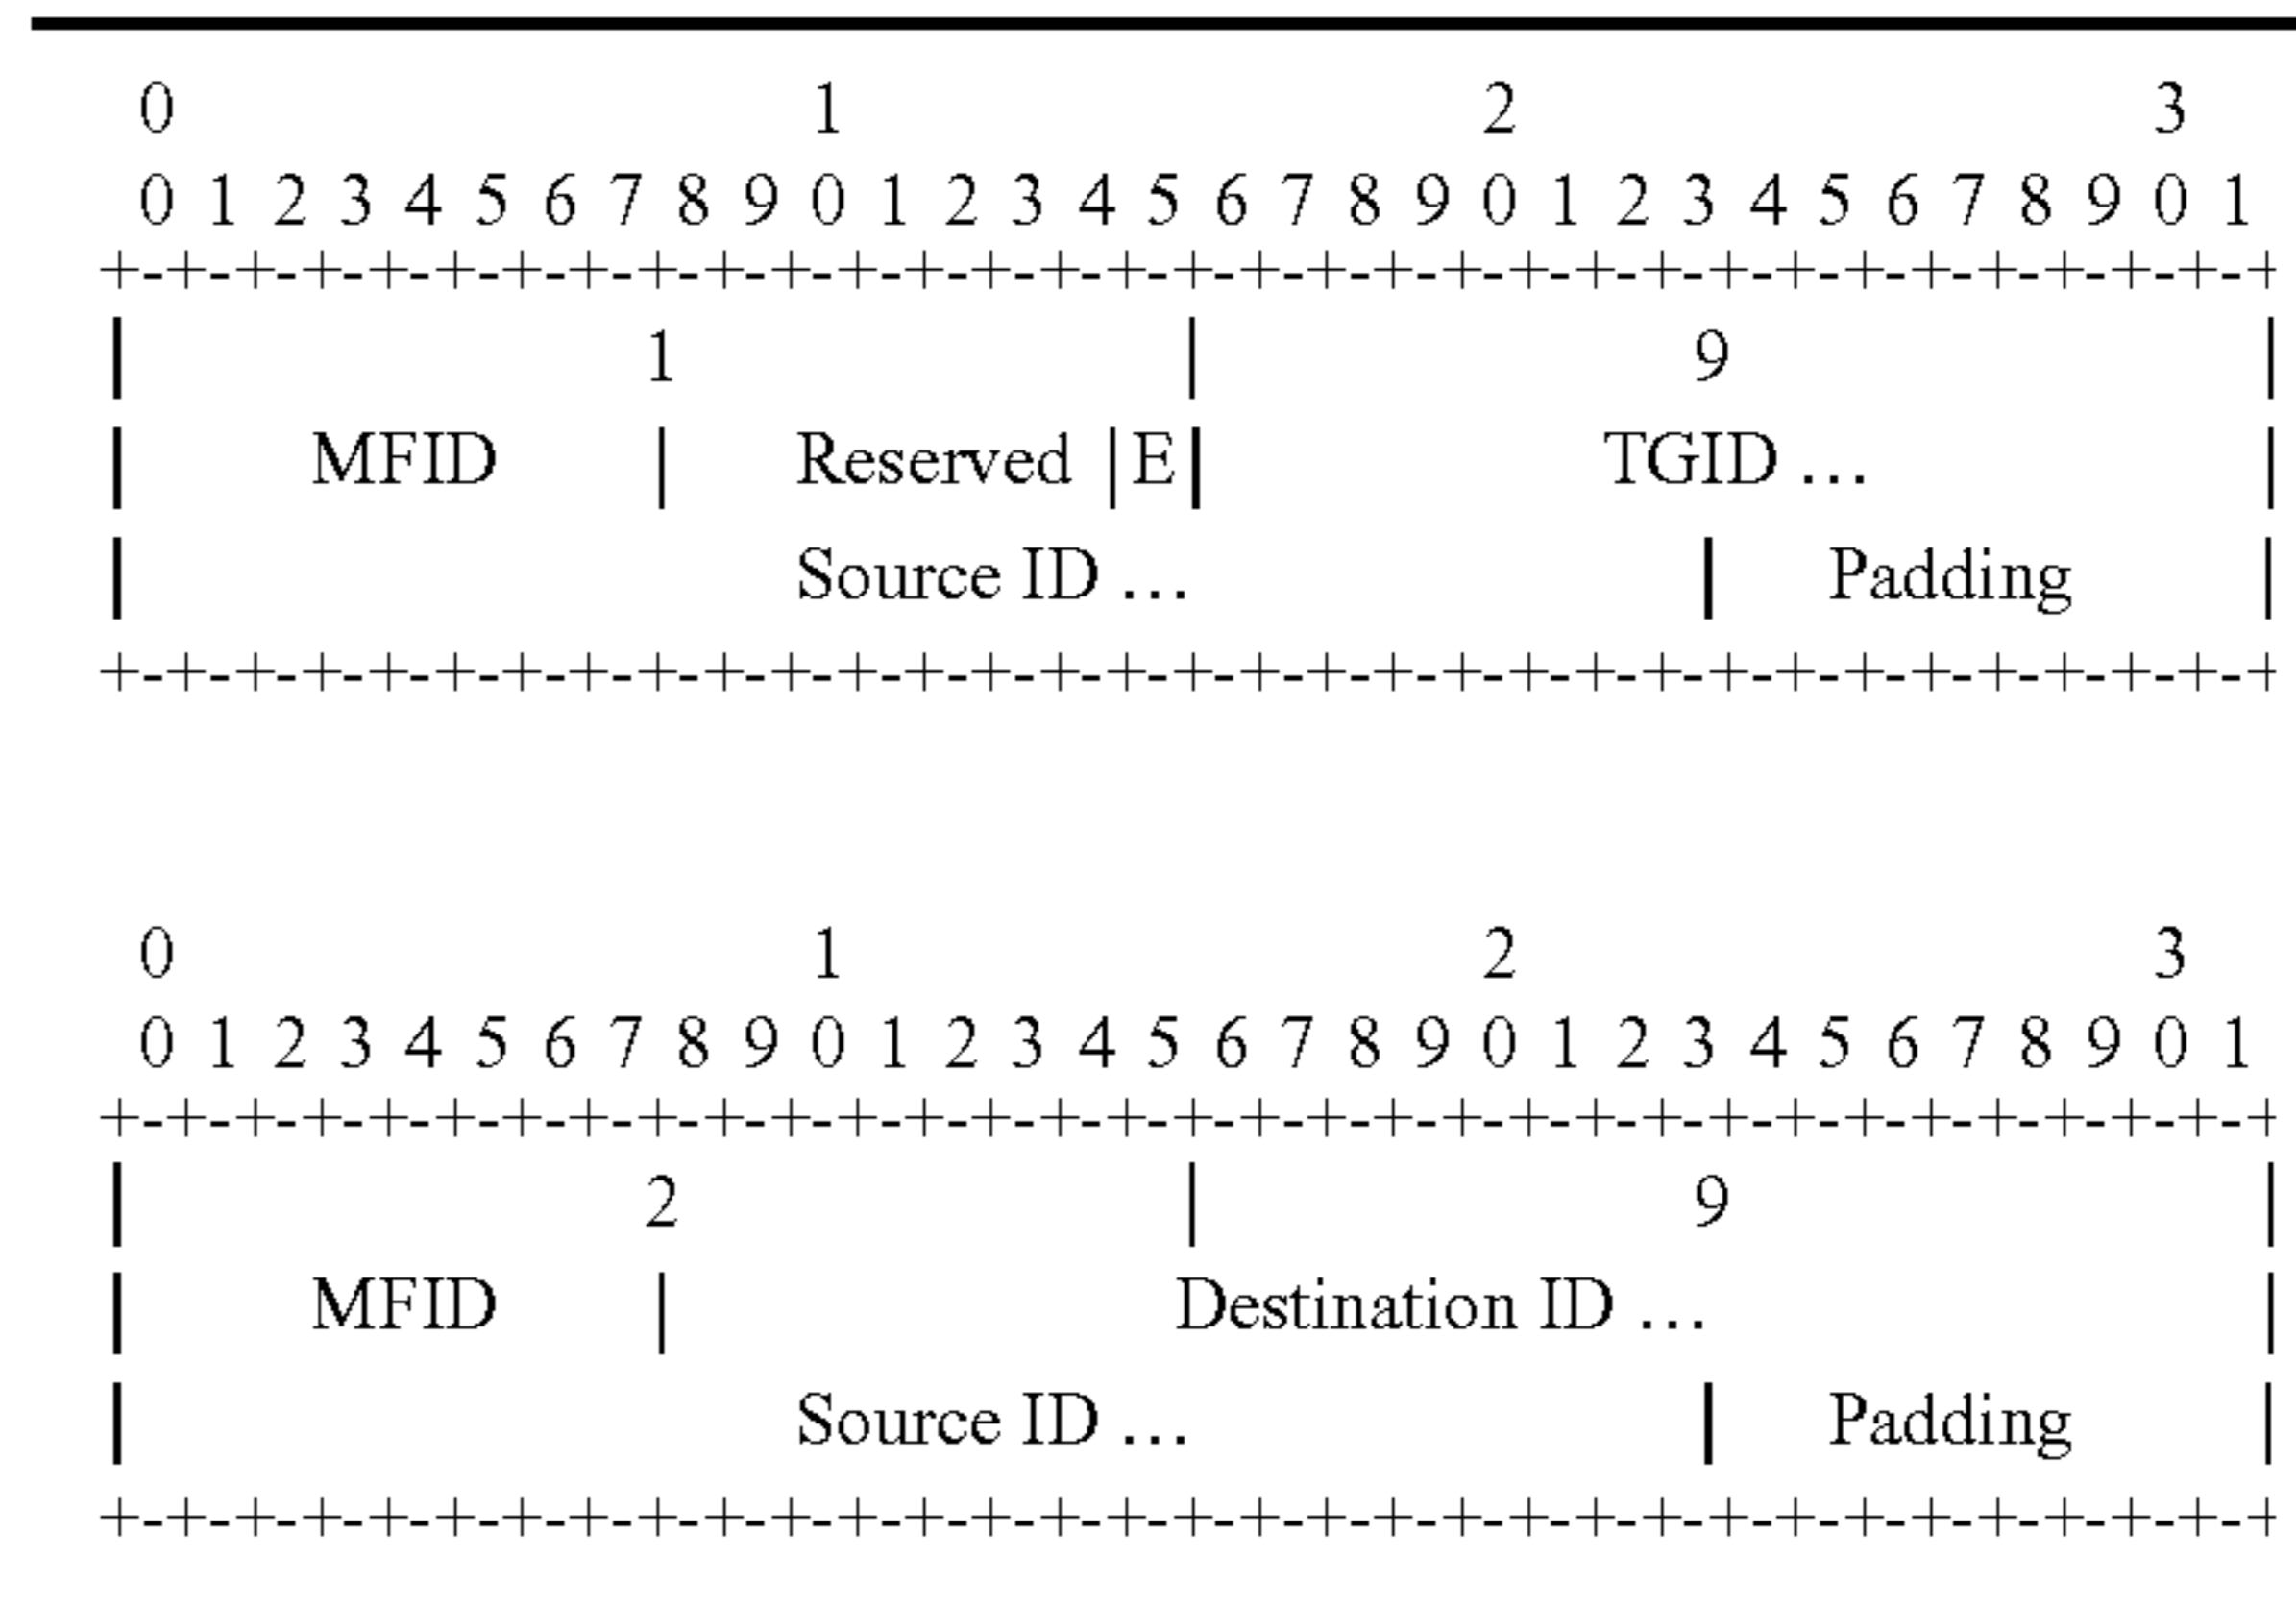 0 1 2 3
0 1 2 3 4 5 6 7 8 9 0 1 2 3 4 5 6 7 8 9 0 1 2 3 4 5 6 7 8 9 0 1
+-+-+-+-+-+-+-+-+-+-+-+-+-+-+-+-+-+-+-+-+-+-+-+-+-+-+-+-+-+-+-+-+
| 1 | 9 |
| MFID | Reserved |E| TGID … |
| Source ID … | Padding |
+-+-+-+-+-+-+-+-+-+-+-+-+-+-+-+-+-+-+-+-+-+-+-+-+-+-+-+-+-+-+-+-+
0 1 2 3
0 1 2 3 4 5 6 7 8 9 0 1 2 3 4 5 6 7 8 9 0 1 2 3 4 5 6 7 8 9 0 1
+-+-+-+-+-+-+-+-+-+-+-+-+-+-+-+-+-+-+-+-+-+-+-+-+-+-+-+-+-+-+-+-+
| 2 | 9 |
| MFID | Destination ID … |
| Source ID … | Padding |
+-+-+-+-+-+-+-+-+-+-+-+-+-+-+-+-+-+-+-+-+-+-+-+-+-+-+-+-+-+-+-+-+